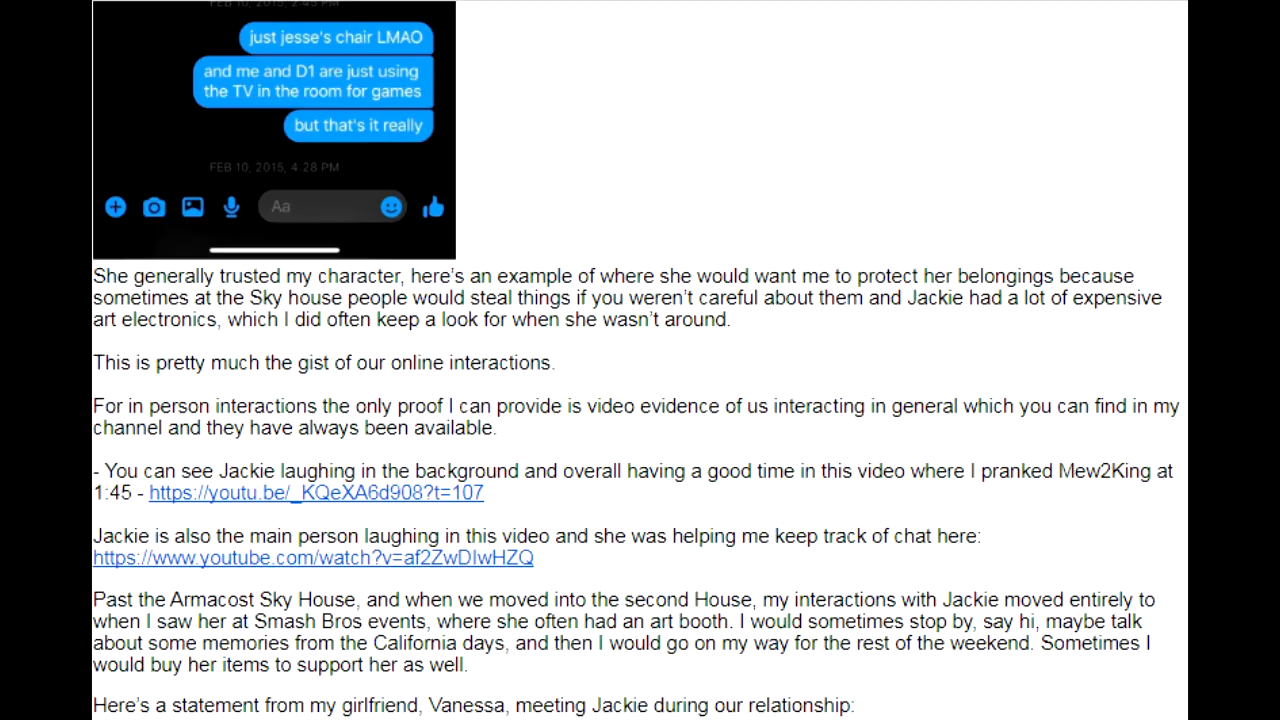 FEB 10, 2015, 2:45 PM
just jesse's chair LMAO
and me and D1 are just using
the TV in the room for games
but that's it really
FEB 10, 2015, 4:28 PM
Aa
She generally trusted my character, here’s an example of where she would want me to protect her belongings because
sometimes at the Sky house people would steal things if you weren’t careful about them and Jackie had a lot of expensive
art electronics, which I did often keep a look for when she wasn’t around.
This is pretty much the gist of our online interactions.
For in person interactions the only proof I can provide is video evidence of us interacting in general which you can find in my
channel and they have always been available.
- You can see Jackie laughing in the background and overall having a good time in this video where I pranked Mew2King at
1:45 - https://youtu.be/_KQeXA6d908?t=107
Jackie is also the main person laughing in this video and she was helping me keep track of chat here:
https://www.youtube.com/watch?v=af2ZwDIwHZQ
Past the Armacost Sky House, and when we moved into the second House, my interactions with Jackie moved entirely to
when I saw her at Smash Bros events, where she often had an art booth. I would sometimes stop by, say hi, maybe talk
about some memories from the California days, and then I would go on my way for the rest of the weekend. Sometimes I
would buy her items to support her as well.
Here’s a statement from my girlfriend, Vanessa, meeting Jackie during our relationship: